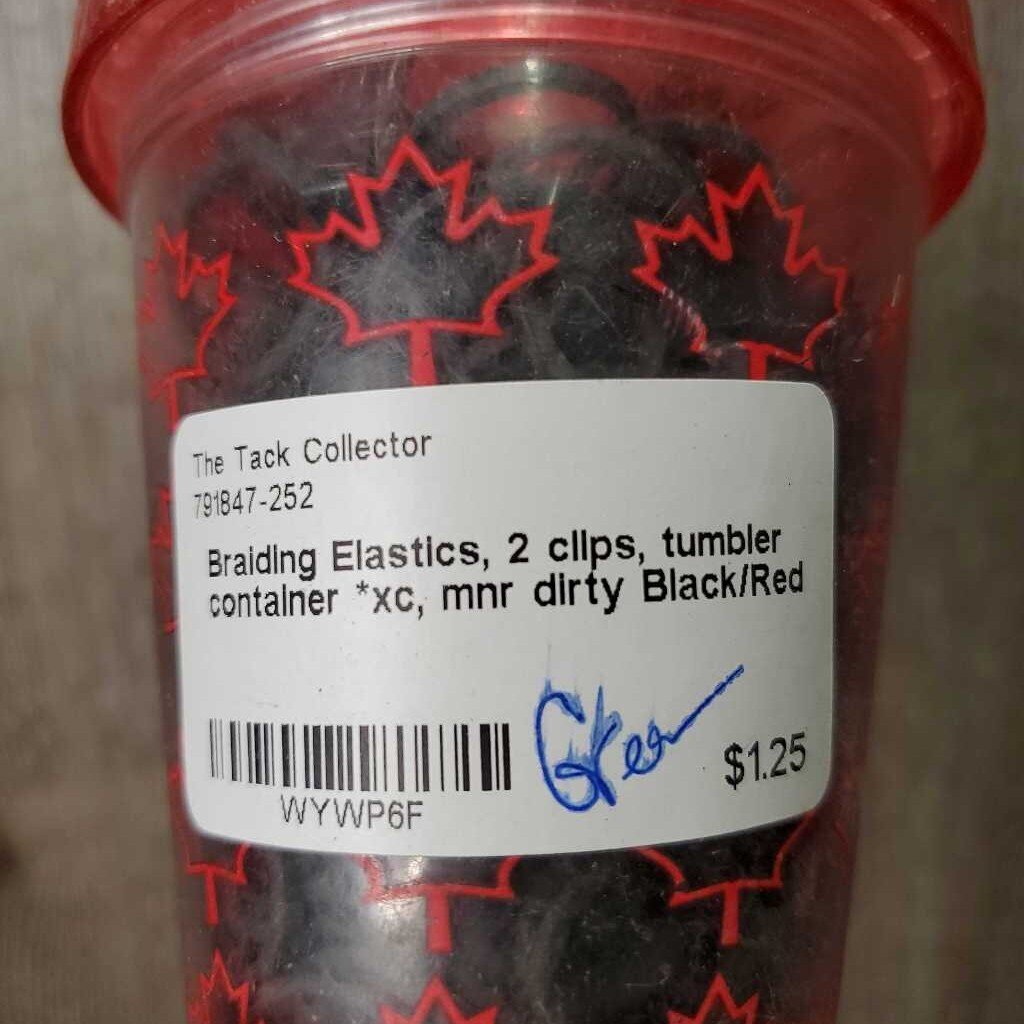 The Tack Collector
791847-252
Braiding Elastics, 2 clips, tumbler
container *xc, mnr dirty Black/Red
$1.25
WYWP6F